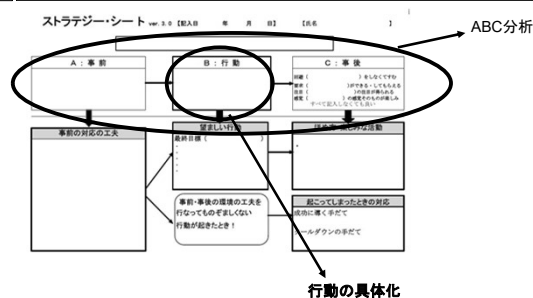 ストラテジー・シート ver. 3.0 【記入日　　年　　月　　日】　【氏名　　　　　】
ABC分析
A：事前
B：行動
C：事後
回避（　　　　　）をしなくてすむ
要求（　　　　　）ができる・してもらえる
注目（　　　　　）の注目が得られる
感覚（　　　　　）の感覚そのものが楽しみ
すべて記入しなくても良い
事前の対応の工夫
望ましい行動
最終目標（　　　　　）
・
・
・
・
みな活動
・
事前・事後の環境の工夫を
行なってものぞましくない
行動が起きたとき！
起こってしまったときの対応
成功に導く手だて
ールダウンの手だて
行動の具体化